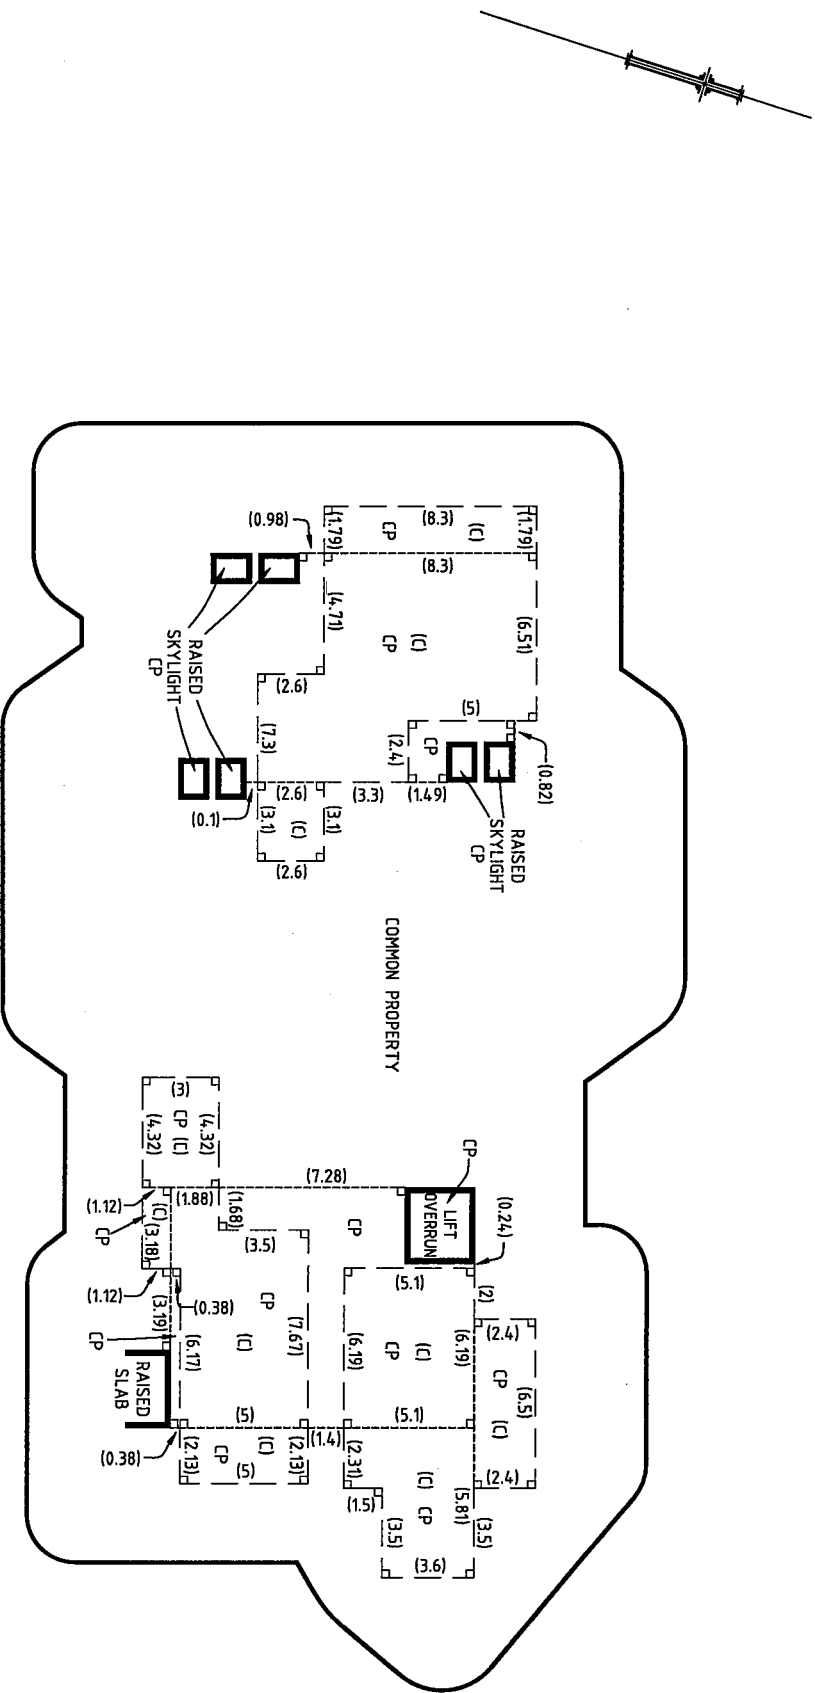 (1.79)
(8.3)
(C)
CP
(1.79)
(0.98)
(8.3)
(4.71)
(C)
CP
(6.51)
RAISED
SKYLIGHT
CP
(2.6)
(7.3)
(5)
(2.4)
CP
(0.82)
(2.6)
(3.3)
(1.49)
(0.1)
(3.1)
(C)
(3.1)
(2.6)
RAISED
SKYLIGHT
CP
COMMON PROPERTY
(3)
(4.32)
CP (C)
(4.32)
CP
(7.28)
LIFT
OVERRUN
(0.24)
(1.12)
(1.88)
(1.68)
(C)
(3.18)
CP
(3.5)
CP
(5.1)
(2)
(1.12)
(0.38)
(3.19)
CP
(6.17)
CP
(C)
(7.67)
(6.19)
CP
(C)
(6.19)
(2.4)
CP
(C)
(6.5)
(2.4)
RAISED
SLAB
(5)
(5.1)
(0.38)
(2.13)
CP
(C)
(2.13)
(5)
(1.4)
(2.31)
(1.5)
(C)
CP
(5.81)
(3.5)
(3.5)
(3.6)